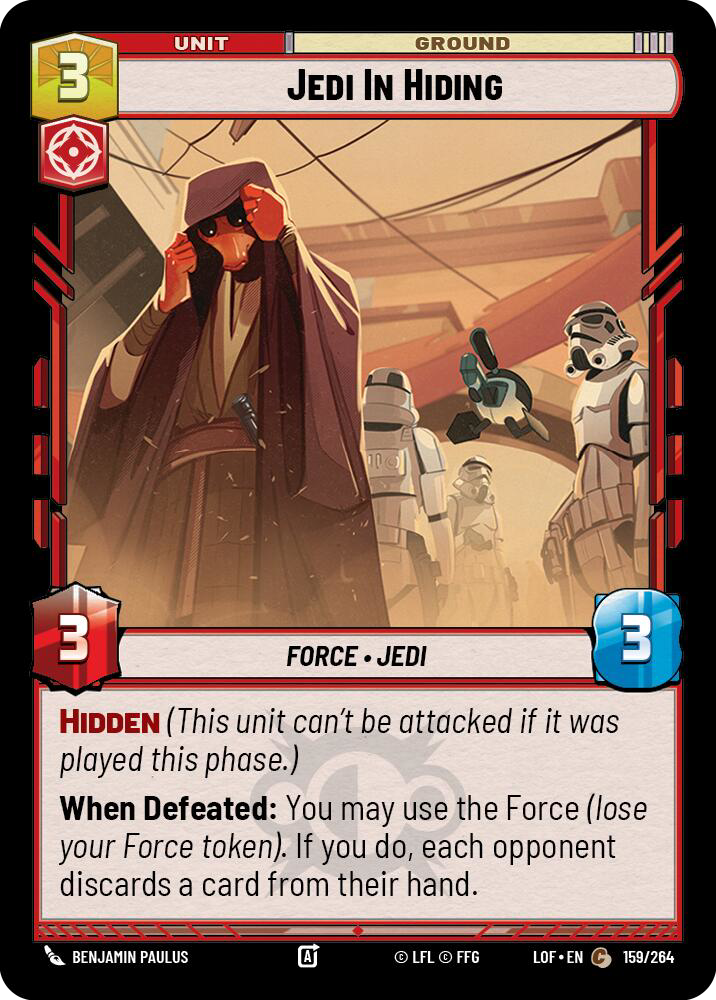 UNIT
GROUND
3
JEDI IN HIDING
3
FORCE • JEDI
3
HIDDEN (This unit can't be attacked if it was
played this phase.)
When Defeated: You may use the Force (lose
your Force token). If you do, each opponent
discards a card from their hand.
BENJAMIN PAULUS
A
© LFL © FFG
LOF • EN
C
159/264